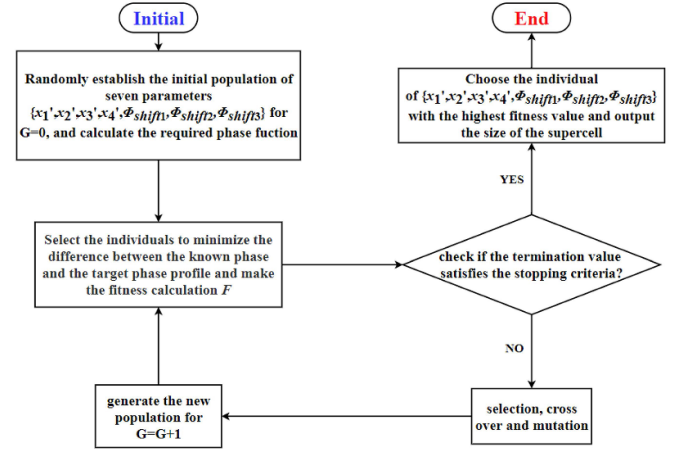 Initial
Randomly establish the initial population of
seven parameters
{x1',x2',x3',x4',Φshift1,Φshift2,Φshift3} for
G=0, and calculate the required phase fuction
Select the individuals to minimize the
difference between the known phase
and the target phase profile and make
the fitness calculation F
generate the new
population for
G=G+1
End
Choose the individual
of {x1',x2',x3',x4',Φshift1,Φshift2,Φshift3}
with the highest fitness value and output
the size of the supercell
YES
check if the termination value
satisfies the stopping criteria?
NO
selection, cross
over and mutation